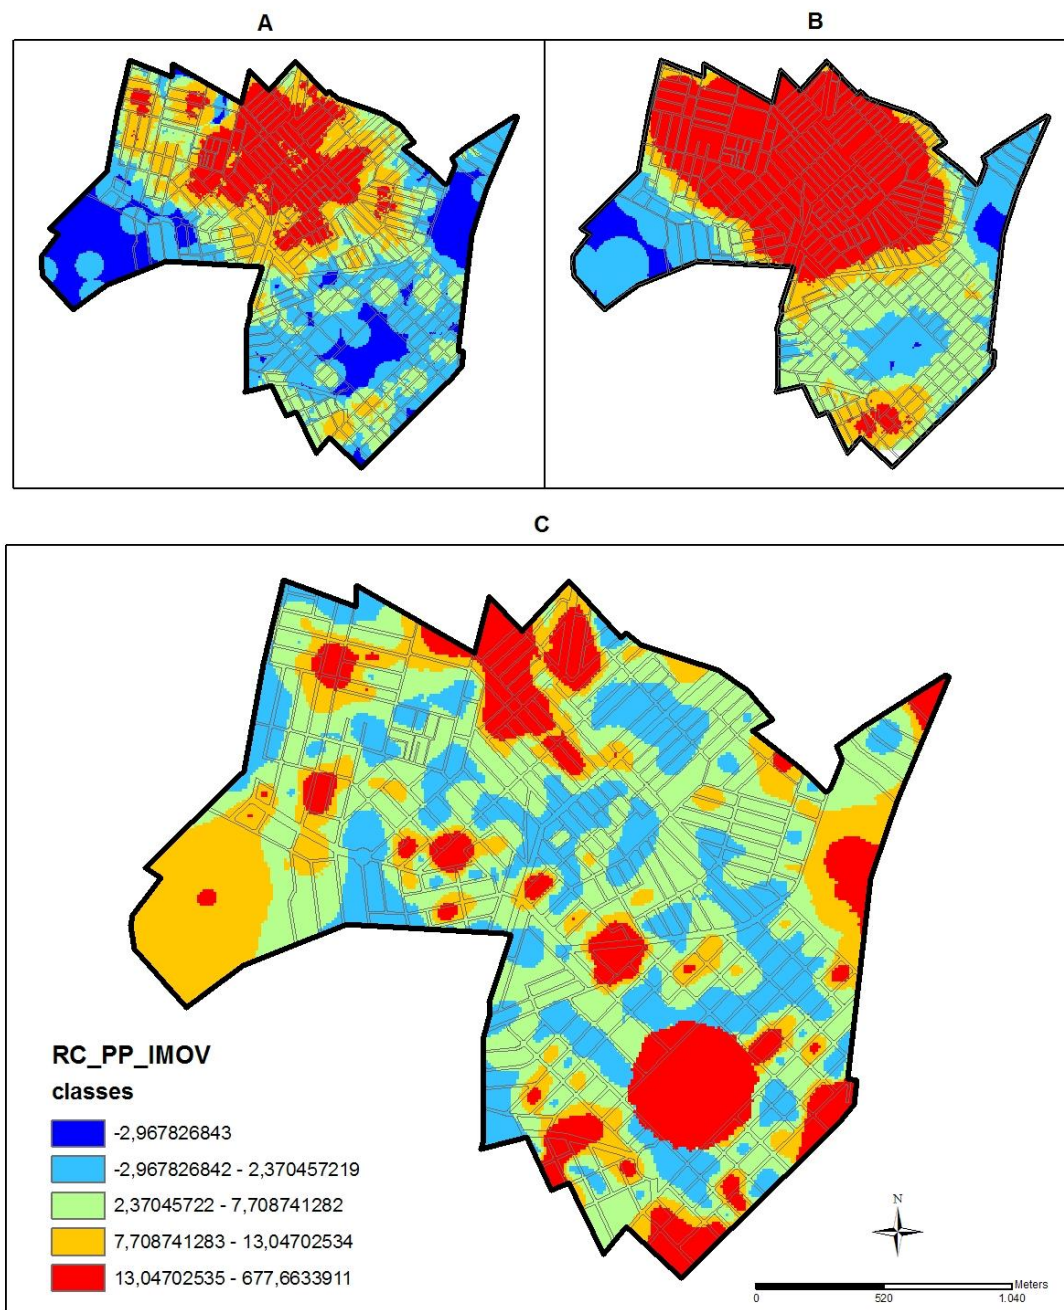 A
B
C
RC_PP_IMOV
classes
-2,967826843
-2,967826842 - 2,370457219
2,37045722 - 7,708741282
7,708741283 - 13,04702534
13,04702535 - 677,6633911
N
Meters
0 520 1.040